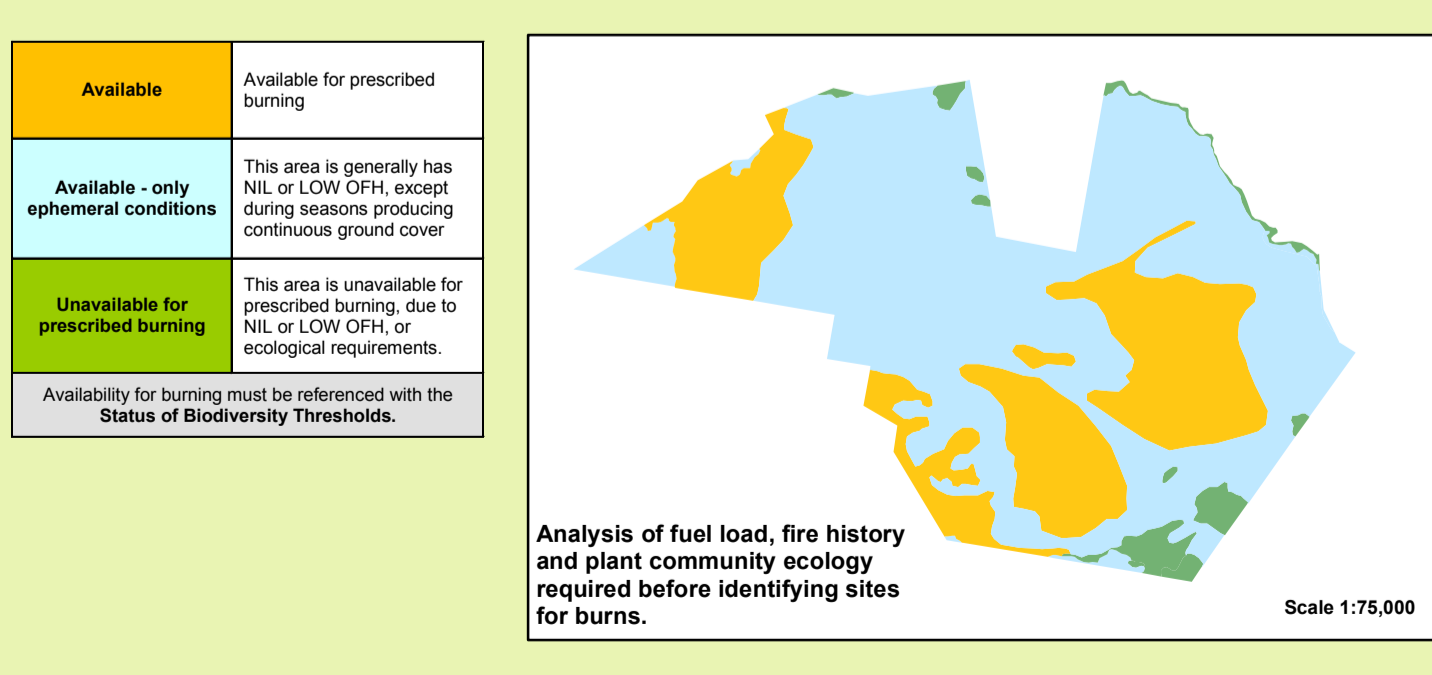 Available
Available for prescribed
burning
Available - only
ephemeral conditions
This area is generally has
NIL or LOW OFH, except
during seasons producing
continuous ground cover
Unavailable for
prescribed burning
This area is unavailable for
prescribed burning, due to
NIL or LOW OFH, or
ecological requirements.
Availability for burning must be referenced with the
Status of Biodiversity Thresholds.
Analysis of fuel load, fire history
and plant community ecology
required before identifying sites
for burns.
Scale 1:75,000